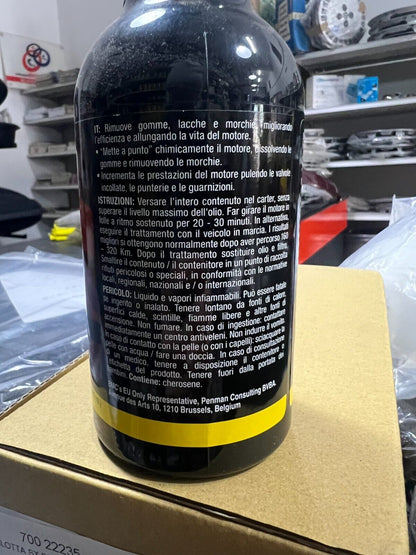 IT: Rimuove gomme, lacche e morchie, migliorando
l'efficienza e allungando la vita del motore.
• "Mette a punto" chimicamente il motore, dissolvendo le
gomme e rimuovendo le morchie.
• Incrementa le prestazioni del motore pulendo le valvole
incollate, le punterie e le guarnizioni.
ISTRUZIONI: Versare l'intero contenuto nel carter, senza
superare il livello massimo dell'olio. Far girare il motore in
folle a ritmo sostenuto per 20 - 30 minuti. In alternativa,
eseguire il trattamento con il veicolo in marcia. I risultati
migliori si ottengono normalmente dopo aver percorso 160
- 320 Km. Dopo il trattamento sostituire olio e filtro.
Smaltire il contenuto / il contenitore in un punto di raccolta
rifiuti pericolosi o speciali, in conformità con le normative
locali, regionali, nazionali e / o internazionali.
PERICOLO: Liquido e vapori infiammabili. Può essere fatale
se ingerito o inalato. Tenere lontano da fonti di calore,
superfici calde, scintille, fiamme libere e altre fonti di
accensione. Non fumare. In caso di ingestione: contattare
immediatamente un centro antiveleni. Non indurre il vomito.
In caso di contatto con la pelle (o con i capelli): sciacquare la
pelle con acqua / fare una doccia. In caso di consultazione
di un medico, tenere a disposizione il contenitore o
l'etichetta del prodotto. Tenere fuori dalla portata dei
bambini. Contiene: cherosene.
EMC's EU Only Representative, Penman Consulting BVBA,
Avenue des Arts 10, 1210 Brussels, Belgium
700 22235